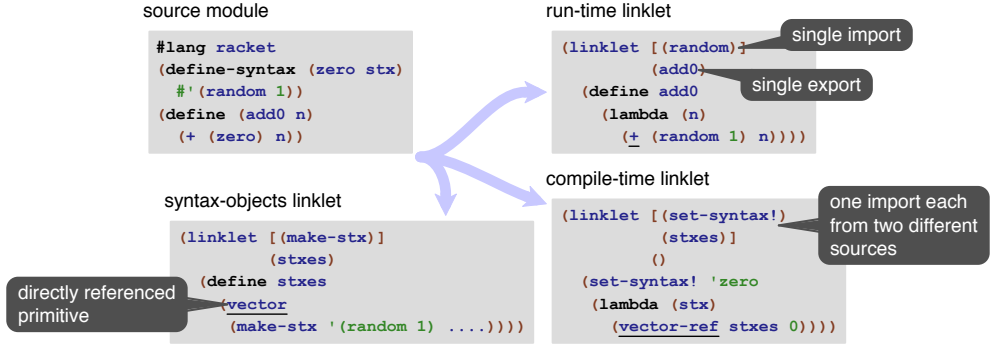 source module
#lang racket
(define-syntax (zero stx)
#'(random 1))
(define (add0 n)
(+ (zero) n))
run-time linklet
(linklet [(random)]
(add0)
(define add0
(lambda (n)
(+ (random 1) n))))
single import
single export
syntax-objects linklet
(linklet [(make-stx)]
(stxes)
(define stxes
(vector
(make-stx '(random 1) ....))))
directly referenced
primitive
compile-time linklet
(linklet [(set-syntax!)
(stxes)]
()
(set-syntax! 'zero
(lambda (stx)
(vector-ref stxes 0))))
one import each
from two different
sources